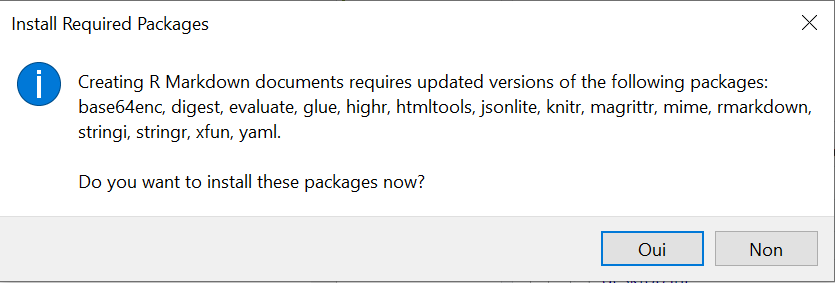 Install Required Packages
Creating R Markdown documents requires updated versions of the following packages:
base64enc, digest, evaluate, glue, highr, htmltools, jsonlite, knitr, magrittr, mime, rmarkdown,
stringi, stringr, xfun, yaml.
Do you want to install these packages now?
Oui
Non